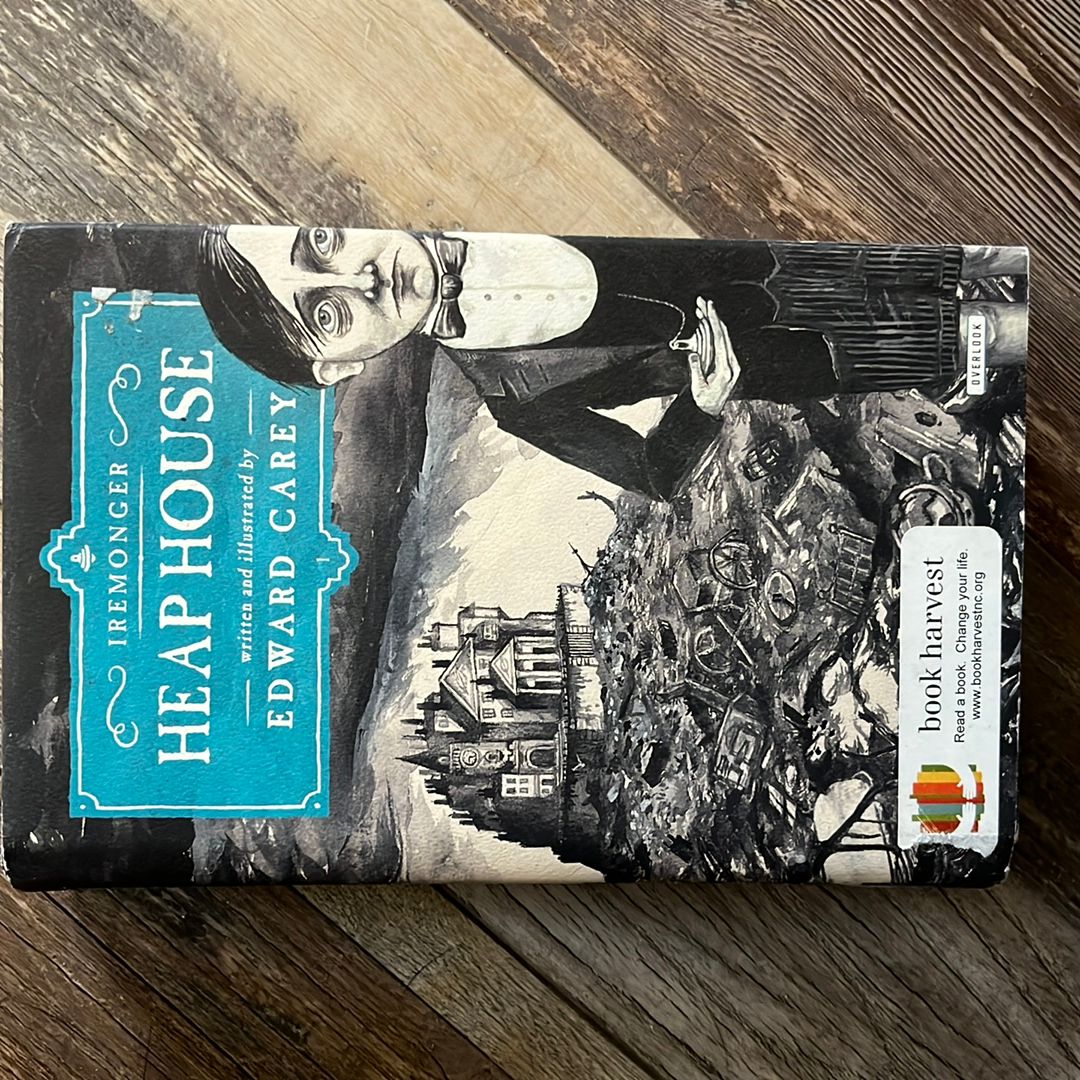 IREMONGER
HEAP HOUSE
written and illustrated by
EDWARD CAREY
OVERLOOK
book harvest
Read a book. Change your life.
www.bookharvestnc.org